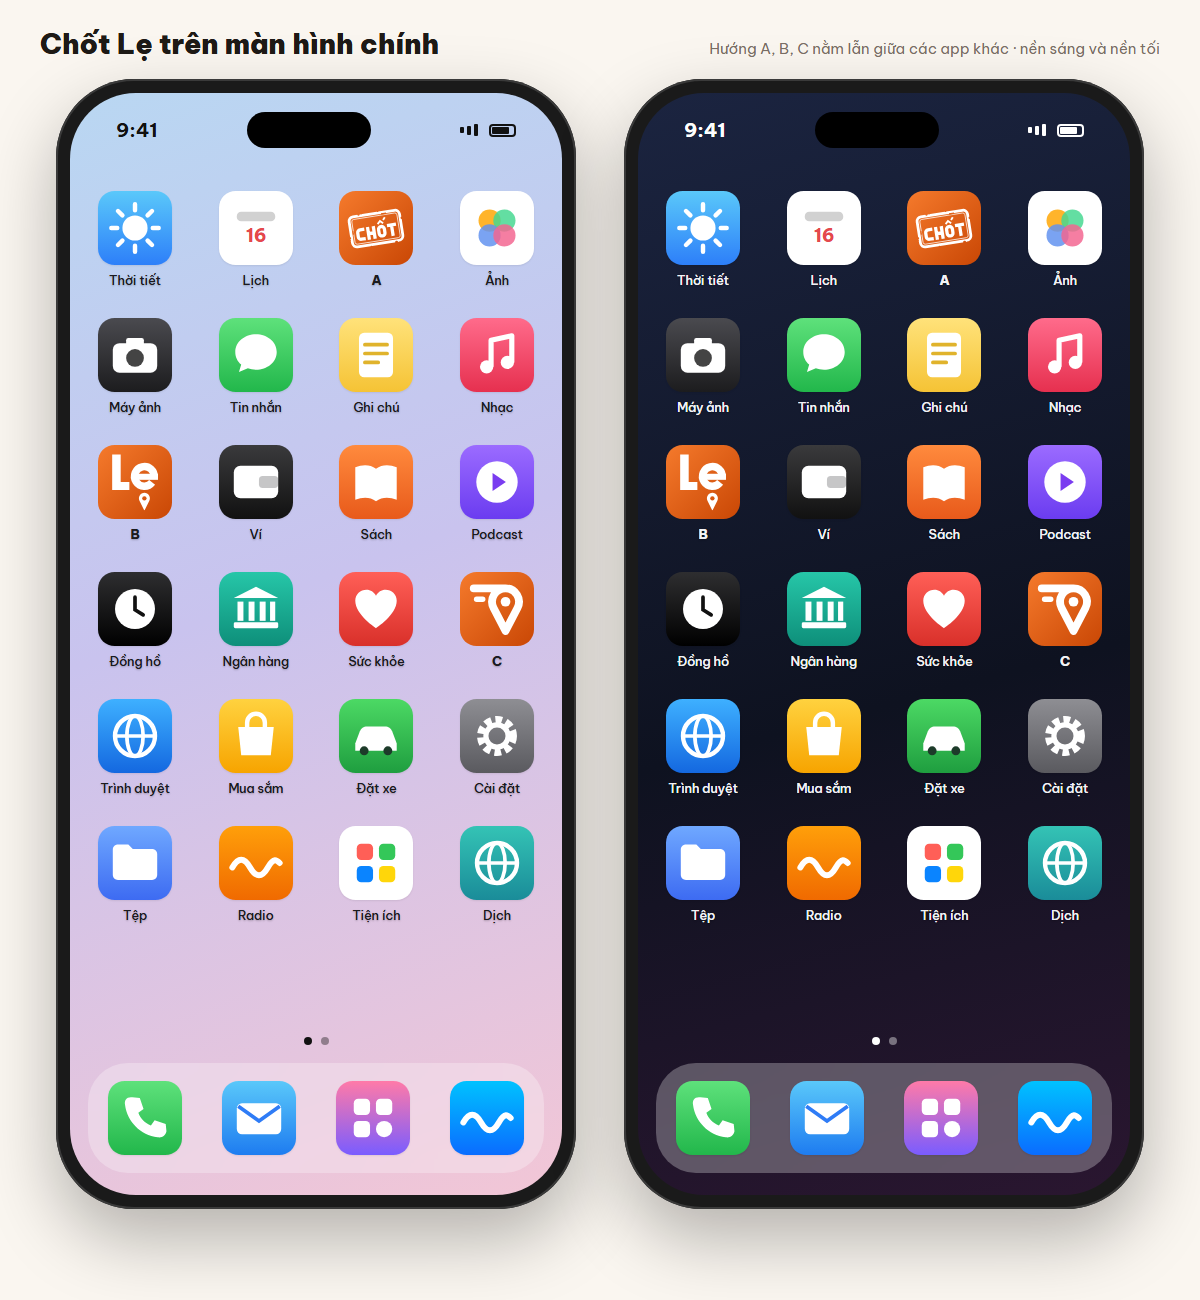 Chốt Lẹ trên màn hình chính
Hướng A, B, C nằm lẫn giữa các app khác · nền sáng và nền tối
9:41
16
CHỐT
Thời tiết Lịch A Ảnh
Máy ảnh Tin nhắn Ghi chú Nhạc
Le
B Ví Sách Podcast
Đồng hồ Ngân hàng Sức khỏe C
Trình duyệt Mua sắm Đặt xe Cài đặt
Tệp Radio Tiện ích Dịch
9:41
16
CHỐT
Thời tiết Lịch A Ảnh
Máy ảnh Tin nhắn Ghi chú Nhạc
Le
B Ví Sách Podcast
Đồng hồ Ngân hàng Sức khỏe C
Trình duyệt Mua sắm Đặt xe Cài đặt
Tệp Radio Tiện ích Dịch